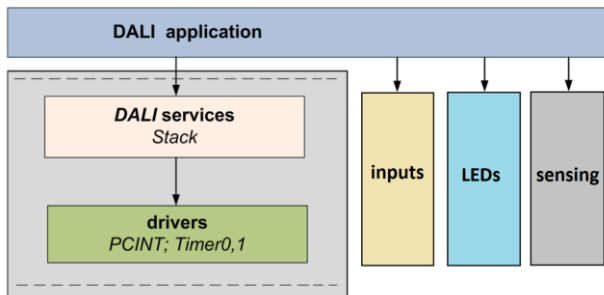 DALI application
DALI services
Stack
drivers
PCINT; Timer0,1
inputs
LEDs
sensing